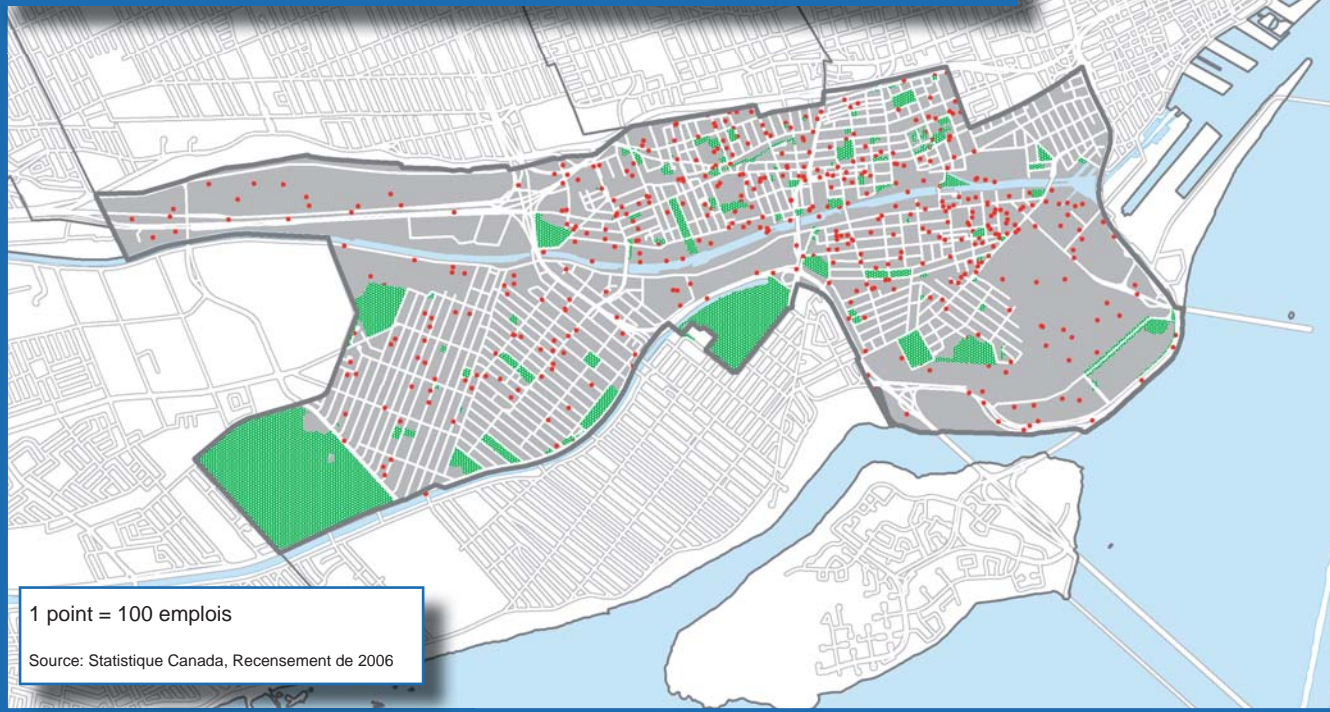 1 point = 100 emplois
Source: Statistique Canada, Recensement de 2006